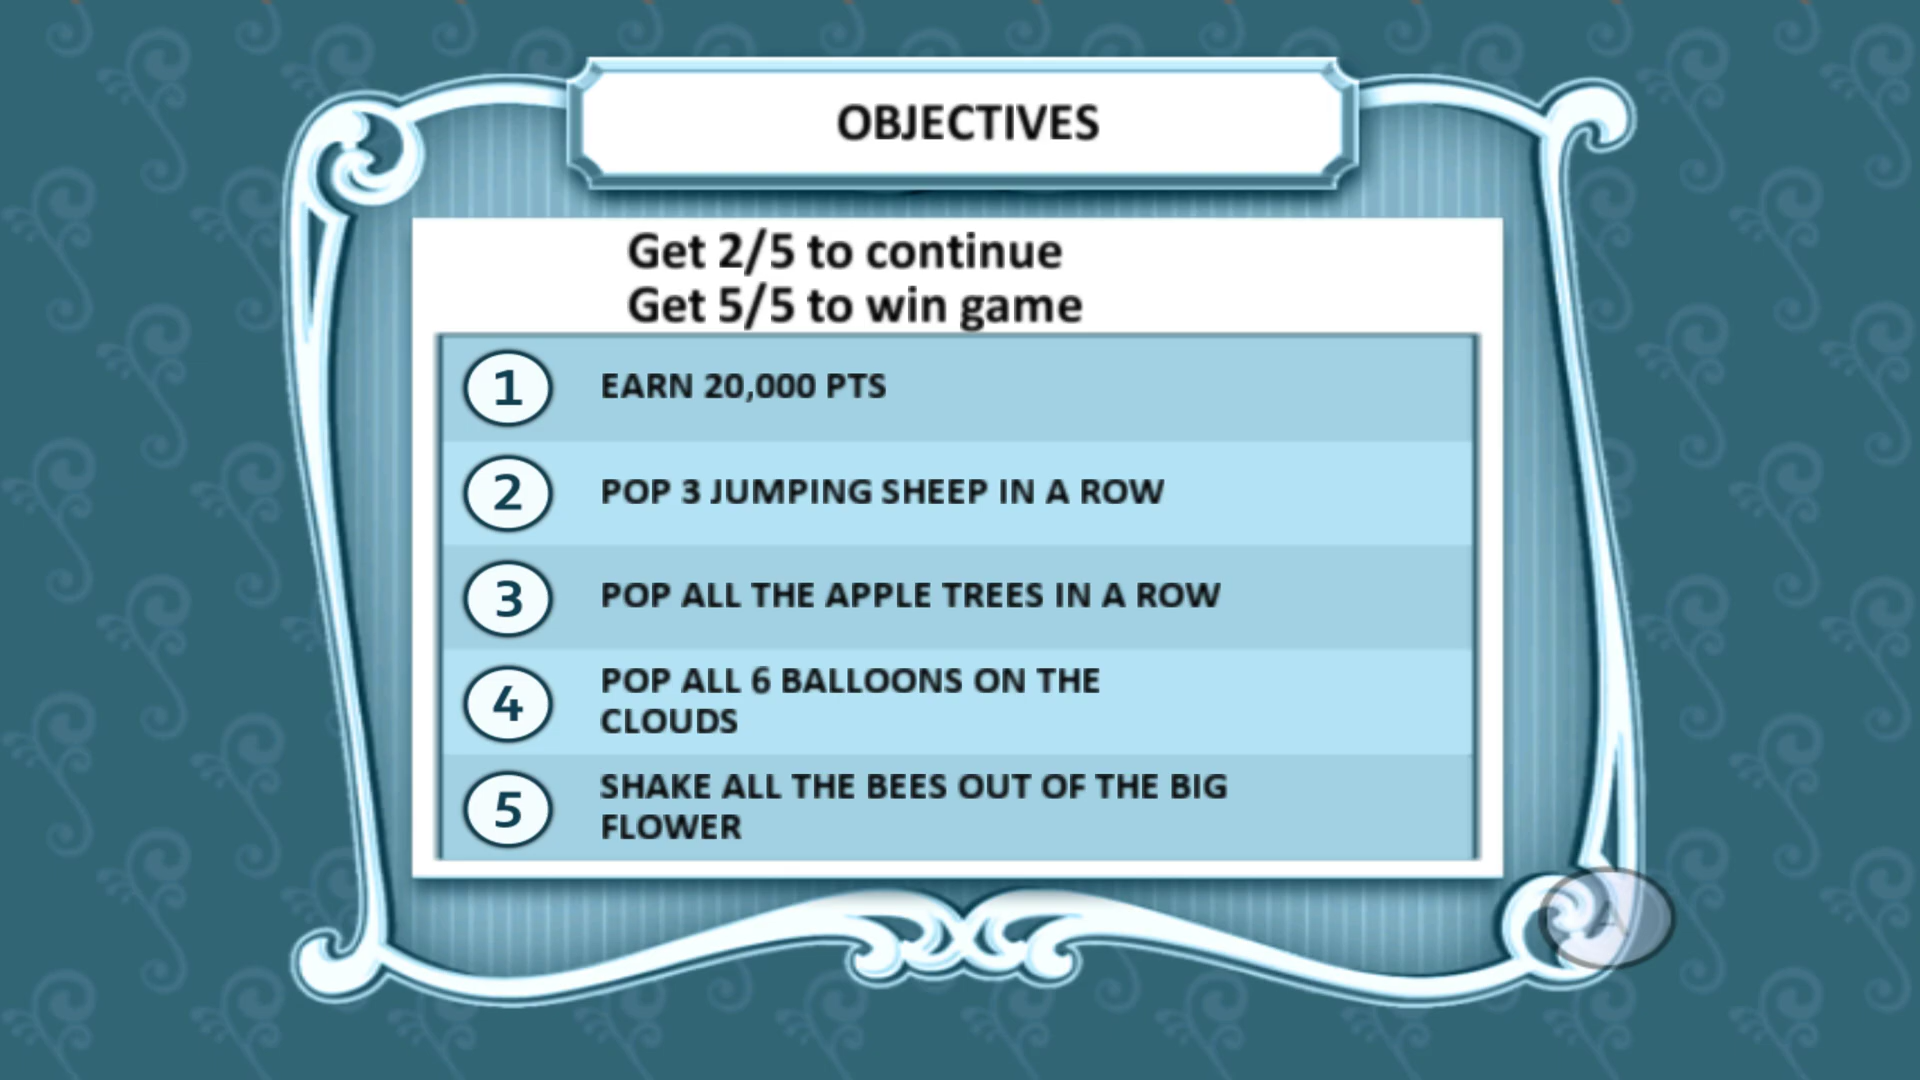 OBJECTIVES
Get 2/5 to continue
Get 5/5 to win game
1 EARN 20,000 PTS
2 POP 3 JUMPING SHEEP IN A ROW
3 POP ALL THE APPLE TREES IN A ROW
4 POP ALL 6 BALLOONS ON THE
CLOUDS
5 SHAKE ALL THE BEES OUT OF THE BIG
FLOWER
A